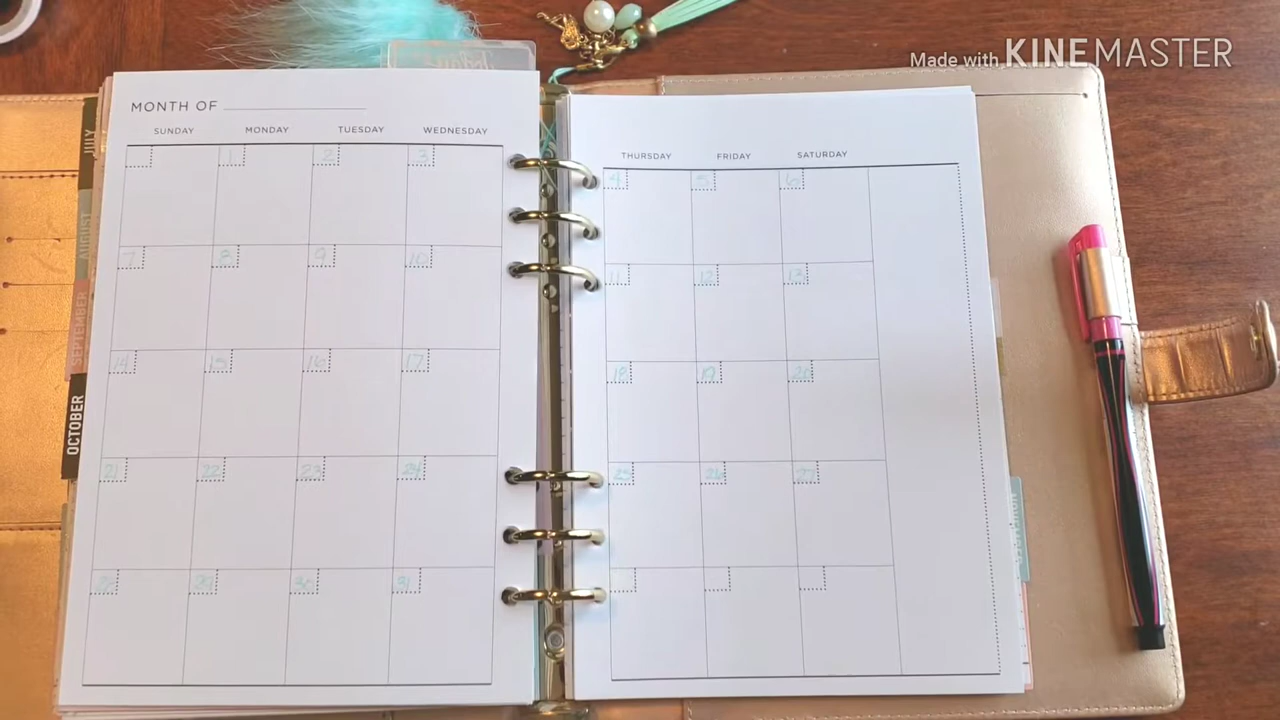 Made with KINEMASTER
MONTH OF
SUNDAY MONDAY TUESDAY WEDNESDAY
THURSDAY FRIDAY SATURDAY
1 2 3 4 5 6
7 8 9 10 11 12 13
14 15 16 17 18 19 20
21 22 23 24 25 26 27
28 29 30 31
JULY
AUGUST
SEPTEMBER
OCTOBER